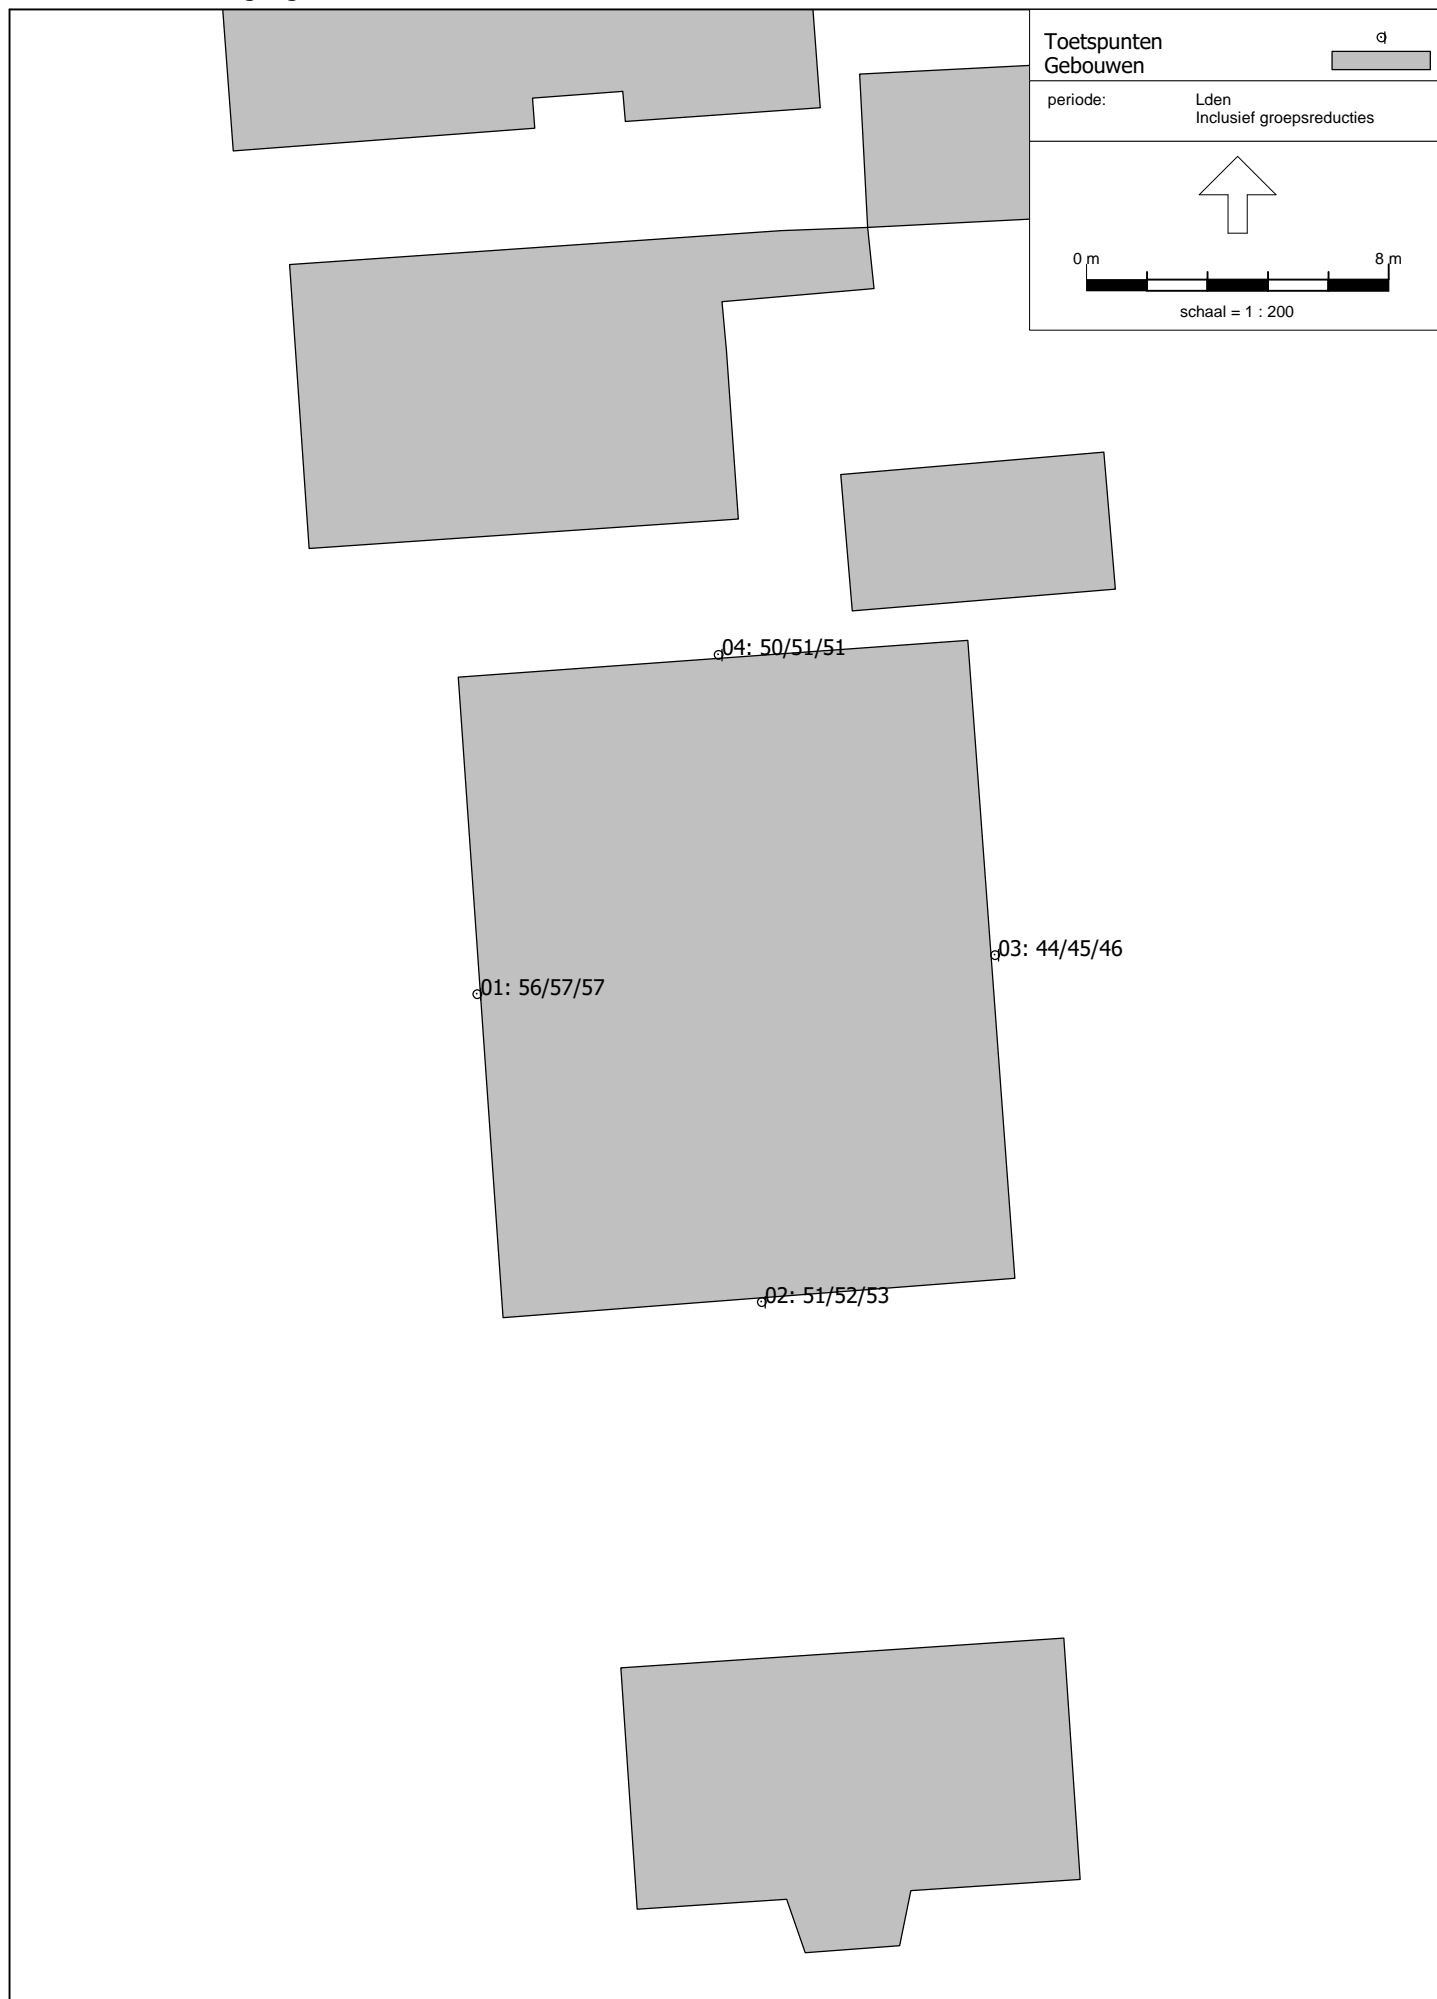 Toetspunten
Gebouwen
periode: Lden
Inclusief groepsreducties
0 m 8 m
schaal = 1 : 200
04: 50/51/51
03: 44/45/46
01: 56/57/57
02: 51/52/53